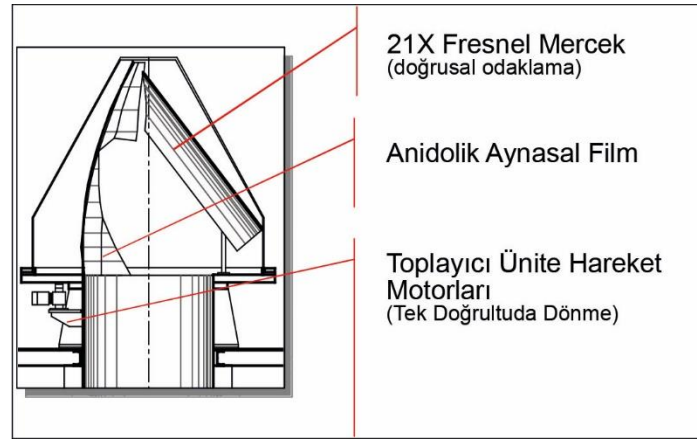 21X Fresnel Mercek
(doğrusal odaklama)
Anidolik Aynasal Film
Toplayıcı Ünite Hareket
Motorları
(Tek Doğrultuda Dönme)